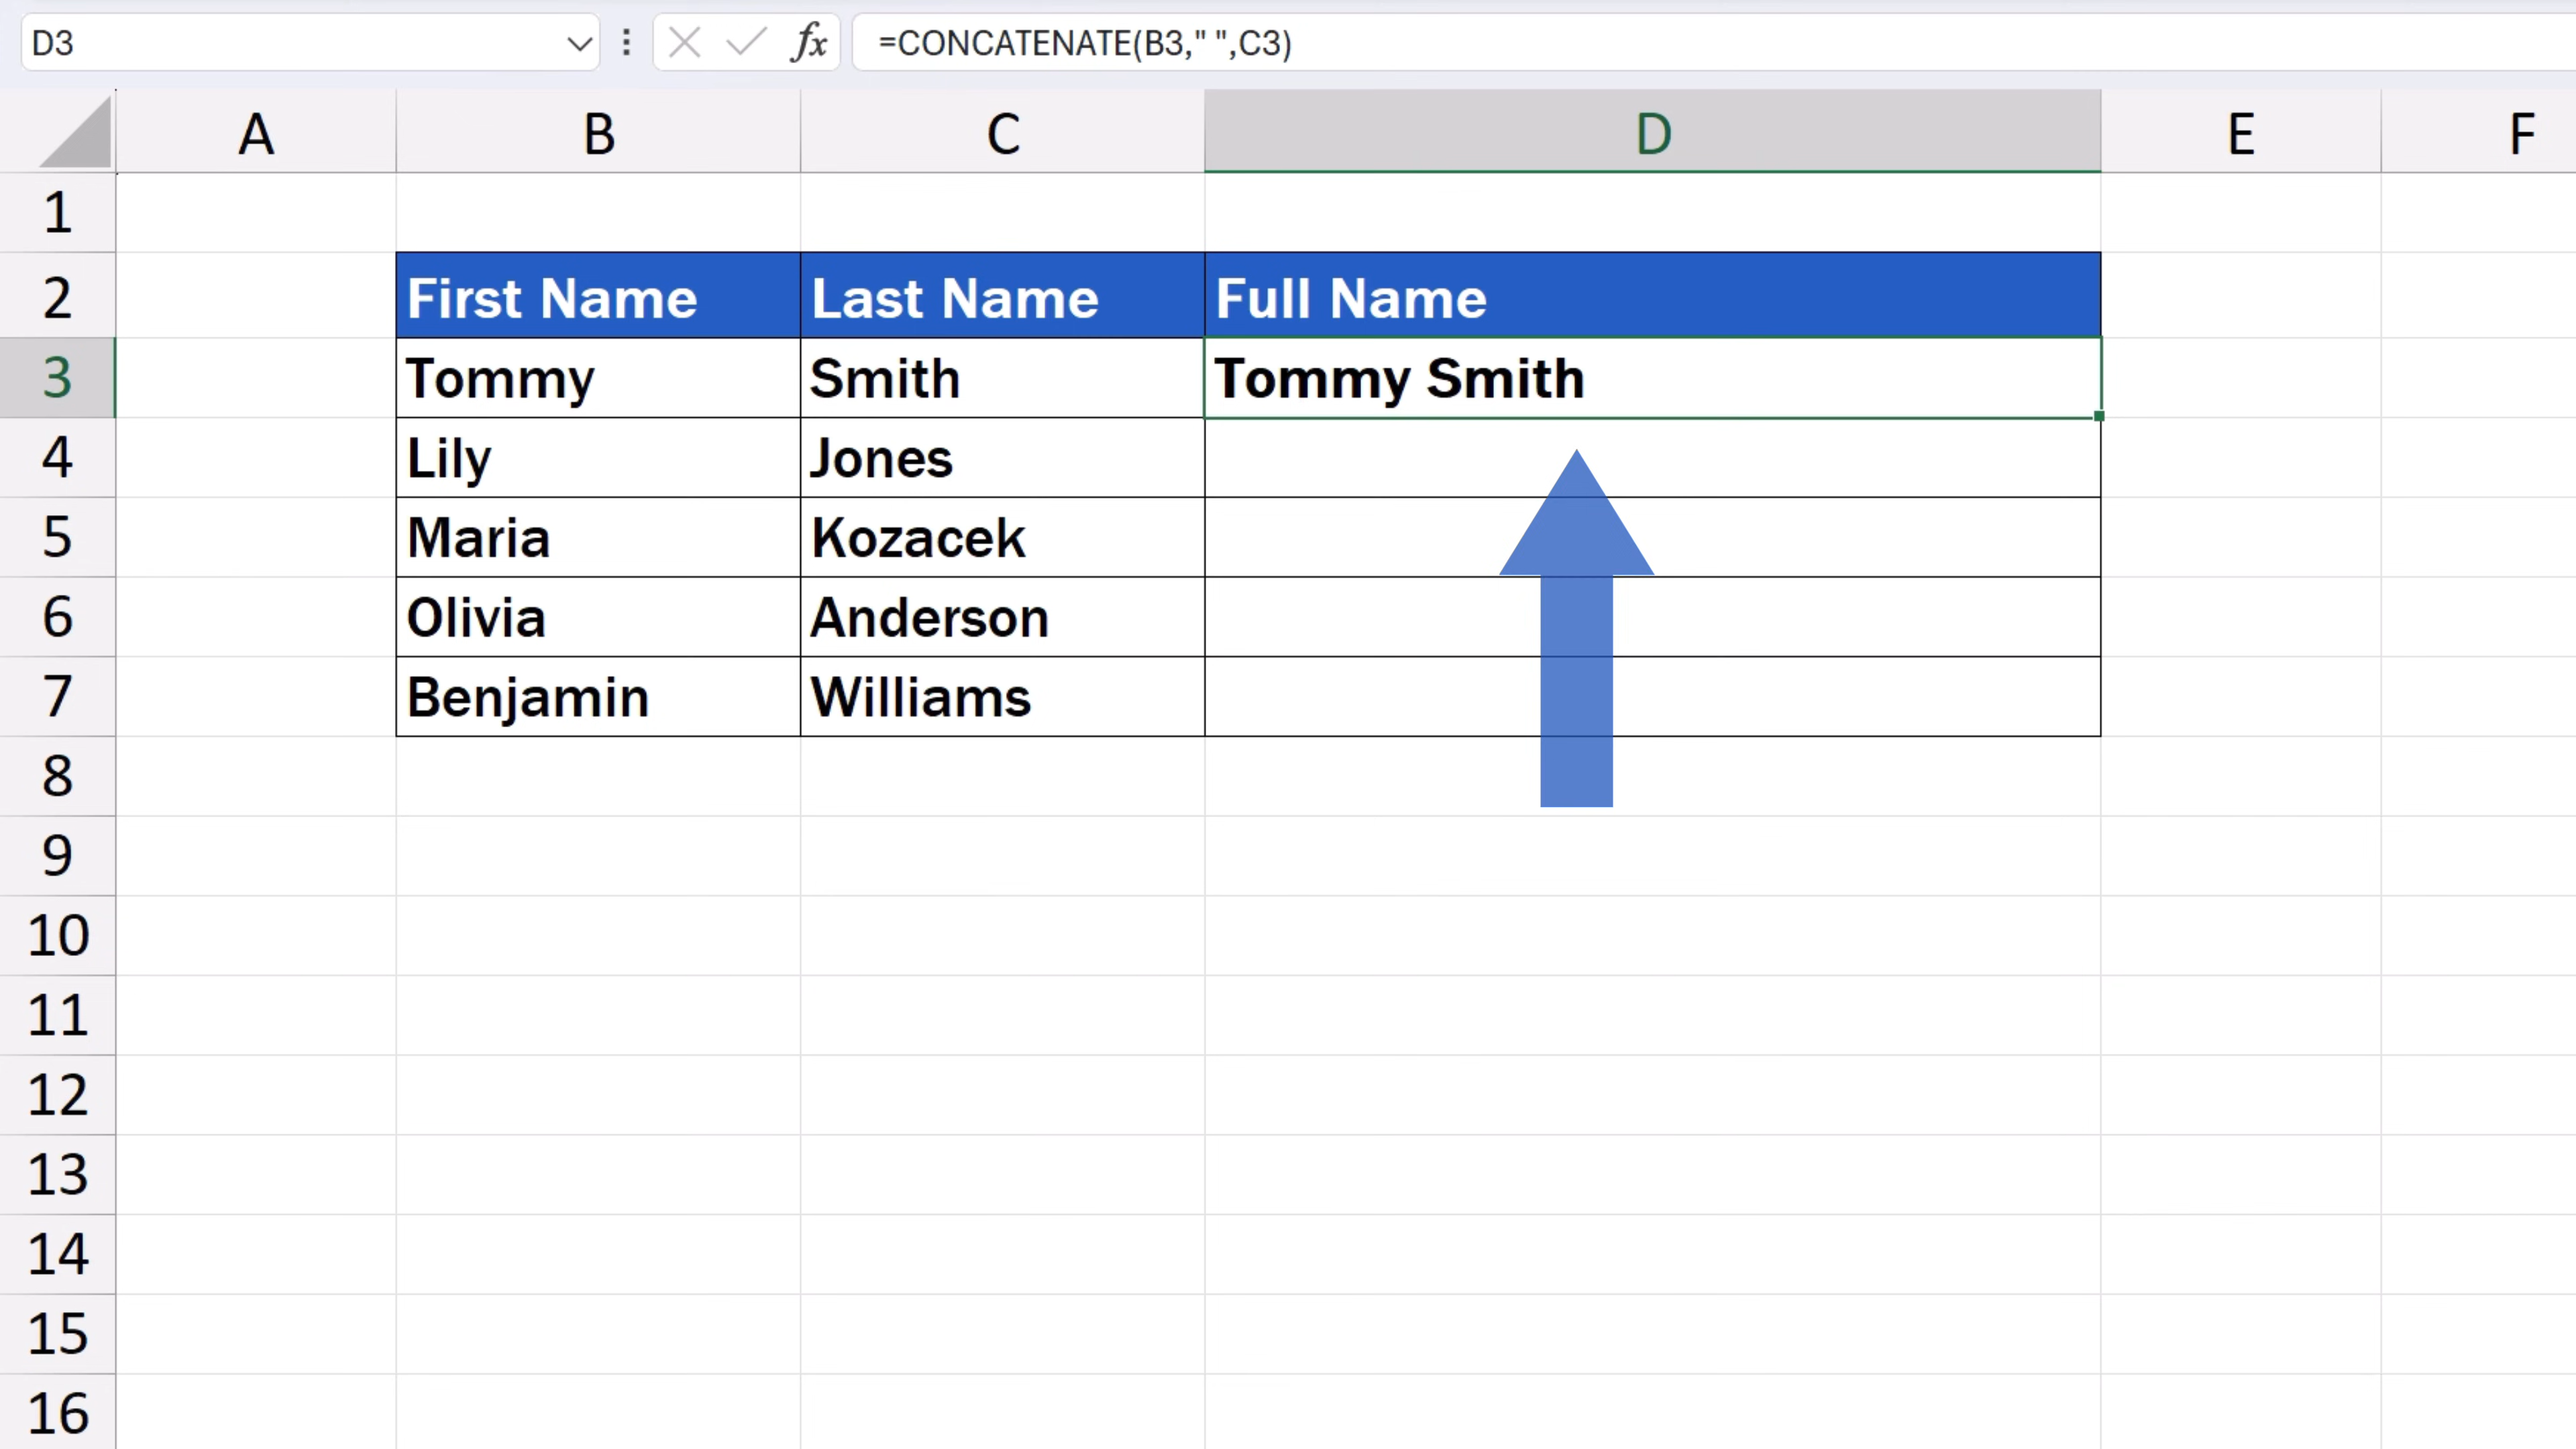 D3 fx =CONCATENATE(B3," ",C3)
A B C D E F
1
2 First Name Last Name Full Name
3 Tommy Smith Tommy Smith
4 Lily Jones
5 Maria Kozacek
6 Olivia Anderson
7 Benjamin Williams
8
9
10
11
12
13
14
15
16